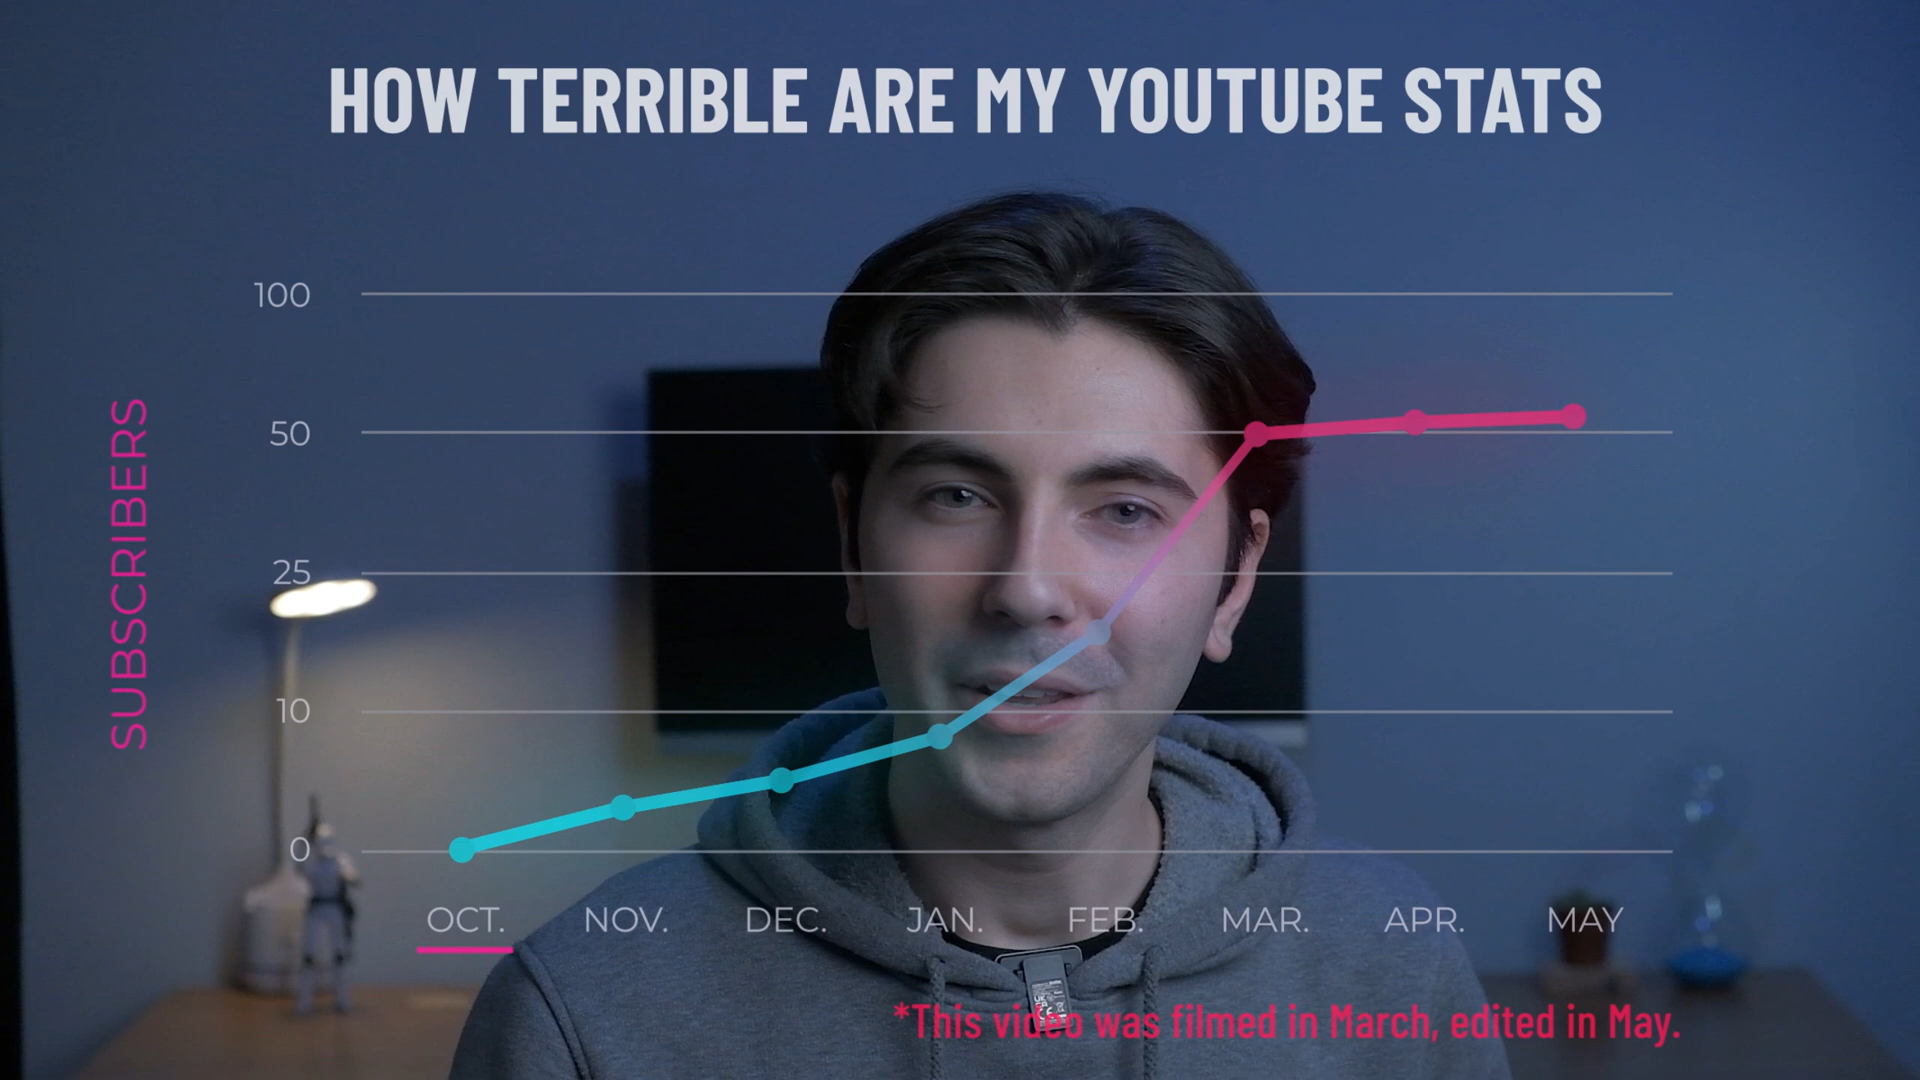 HOW TERRIBLE ARE MY YOUTUBE STATS
100
50
25
10
0
SUBSCRIBERS
OCT. NOV. DEC. JAN. FEB. MAR. APR. MAY
*This video was filmed in March, edited in May.